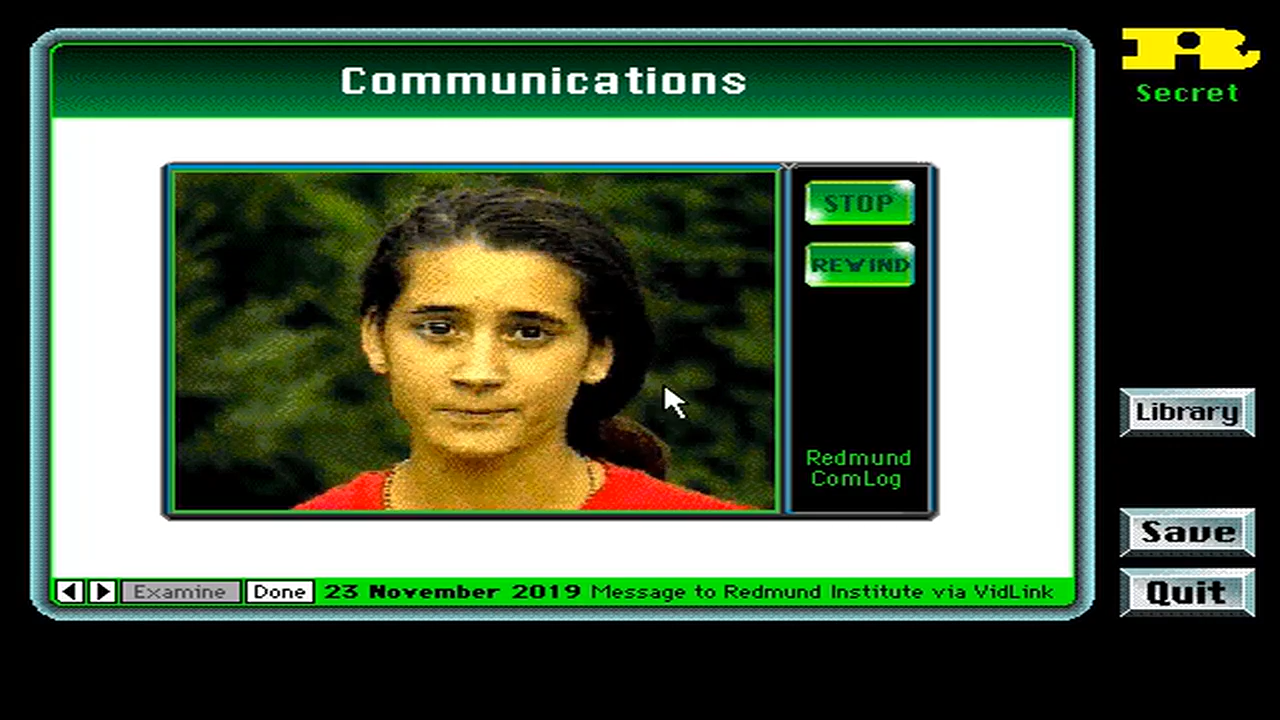 Communications
Secret
STOP
REWIND
Redmund
ComLog
Library
Save
Quit
Examine Done 23 November 2019 Message to Redmund Institute via VidLink